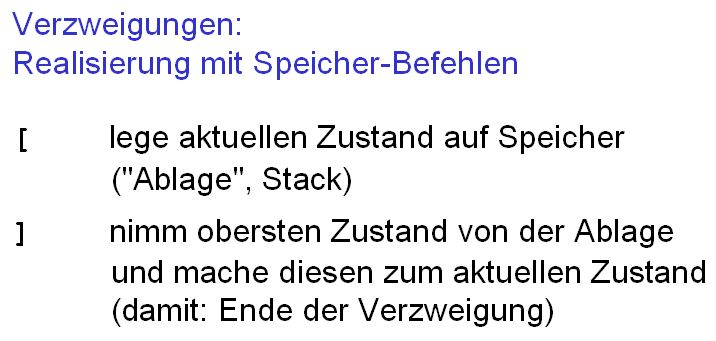 Verzweigungen:
Realisierung mit Speicher-Befehlen
[ lege aktuellen Zustand auf Speicher
("Ablage", Stack)
] nimm obersten Zustand von der Ablage
und mache diesen zum aktuellen Zustand
(damit: Ende der Verzweigung)